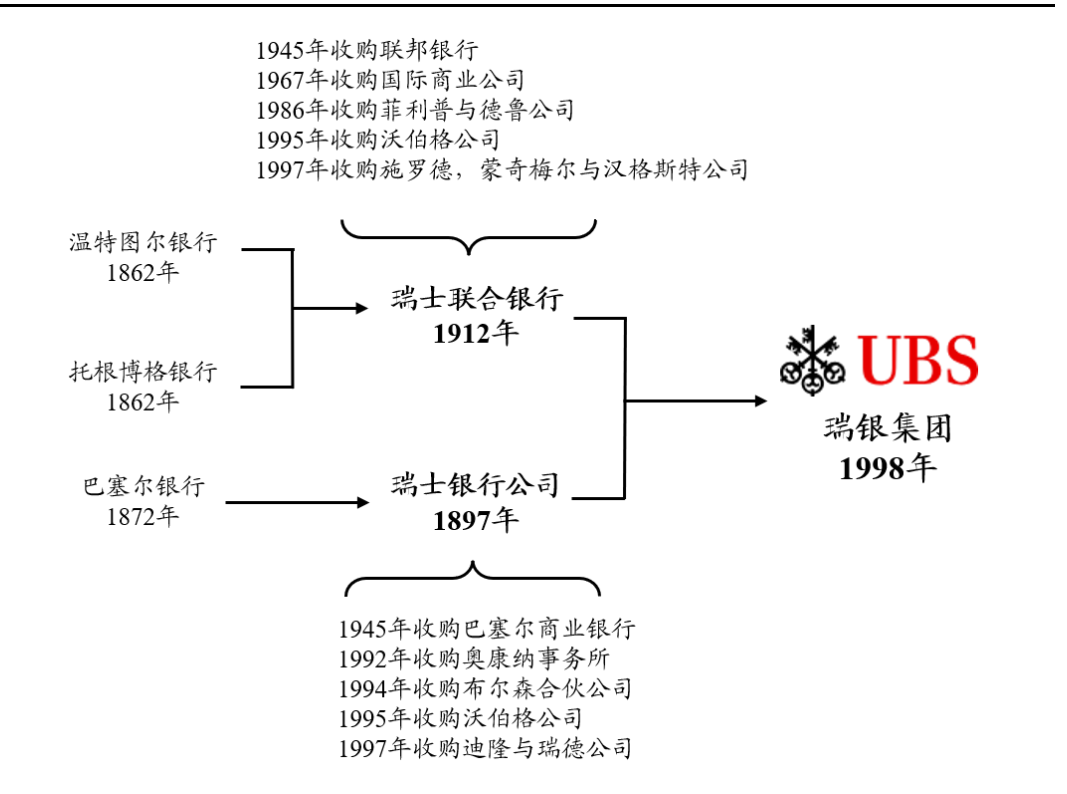 1945年收购联邦银行
1967年收购国际商业公司
1986年收购菲利普与德鲁公司
1995年收购沃伯格公司
1997年收购施罗德，蒙奇梅尔与汉格斯特公司
温特图尔银行
1862年
托根博格银行
1862年
巴塞尔银行
1872年
瑞士联合银行
1912年
瑞士银行公司
1897年
UBS
瑞银集团
1998年
1945年收购巴塞尔商业银行
1992年收购奥康纳事务所
1994年收购布尔森合伙公司
1995年收购沃伯格公司
1997年收购迪隆与瑞德公司